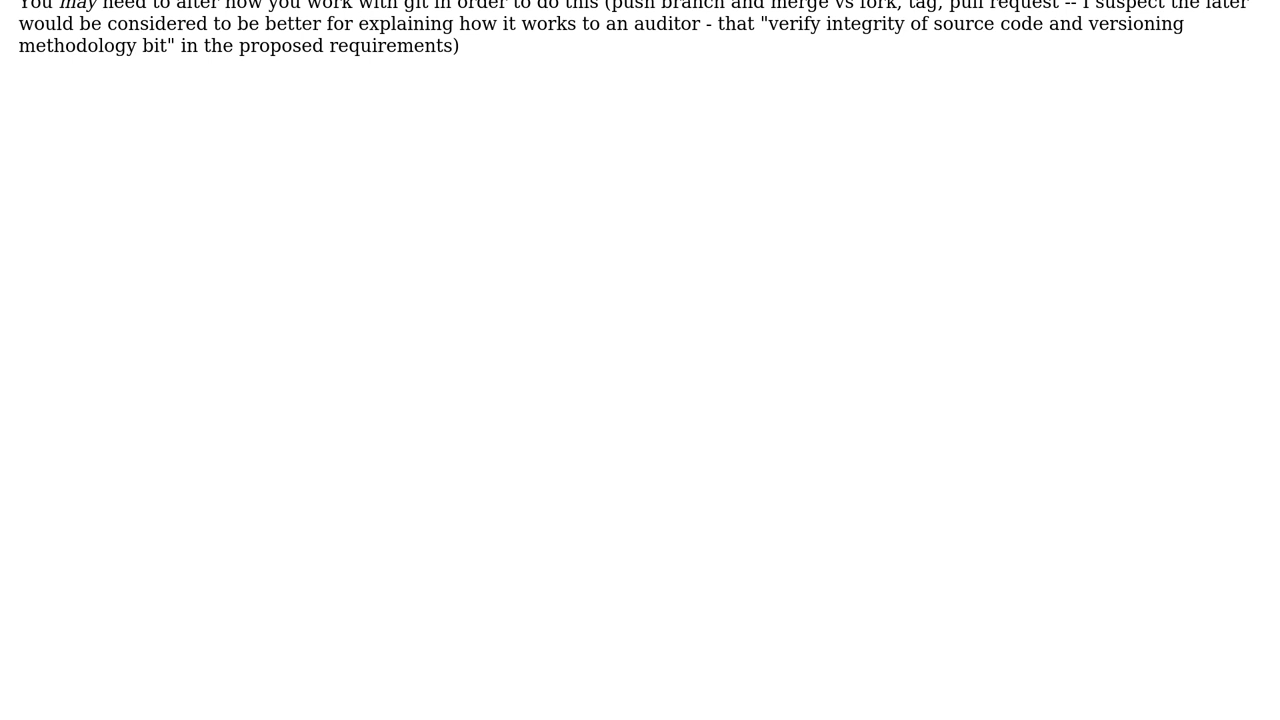 You may need to alter how you work with git in order to do this (push branch and merge vs fork, tag, pull request -- I suspect the later
would be considered to be better for explaining how it works to an auditor - that "verify integrity of source code and versioning
methodology bit" in the proposed requirements)